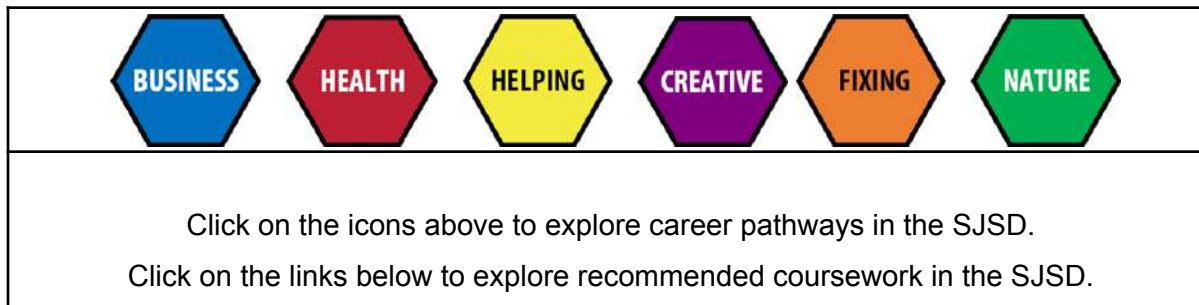 BUSINESS HEALTH HELPING CREATIVE FIXING NATURE
Click on the icons above to explore career pathways in the SJSD.
Click on the links below to explore recommended coursework in the SJSD.